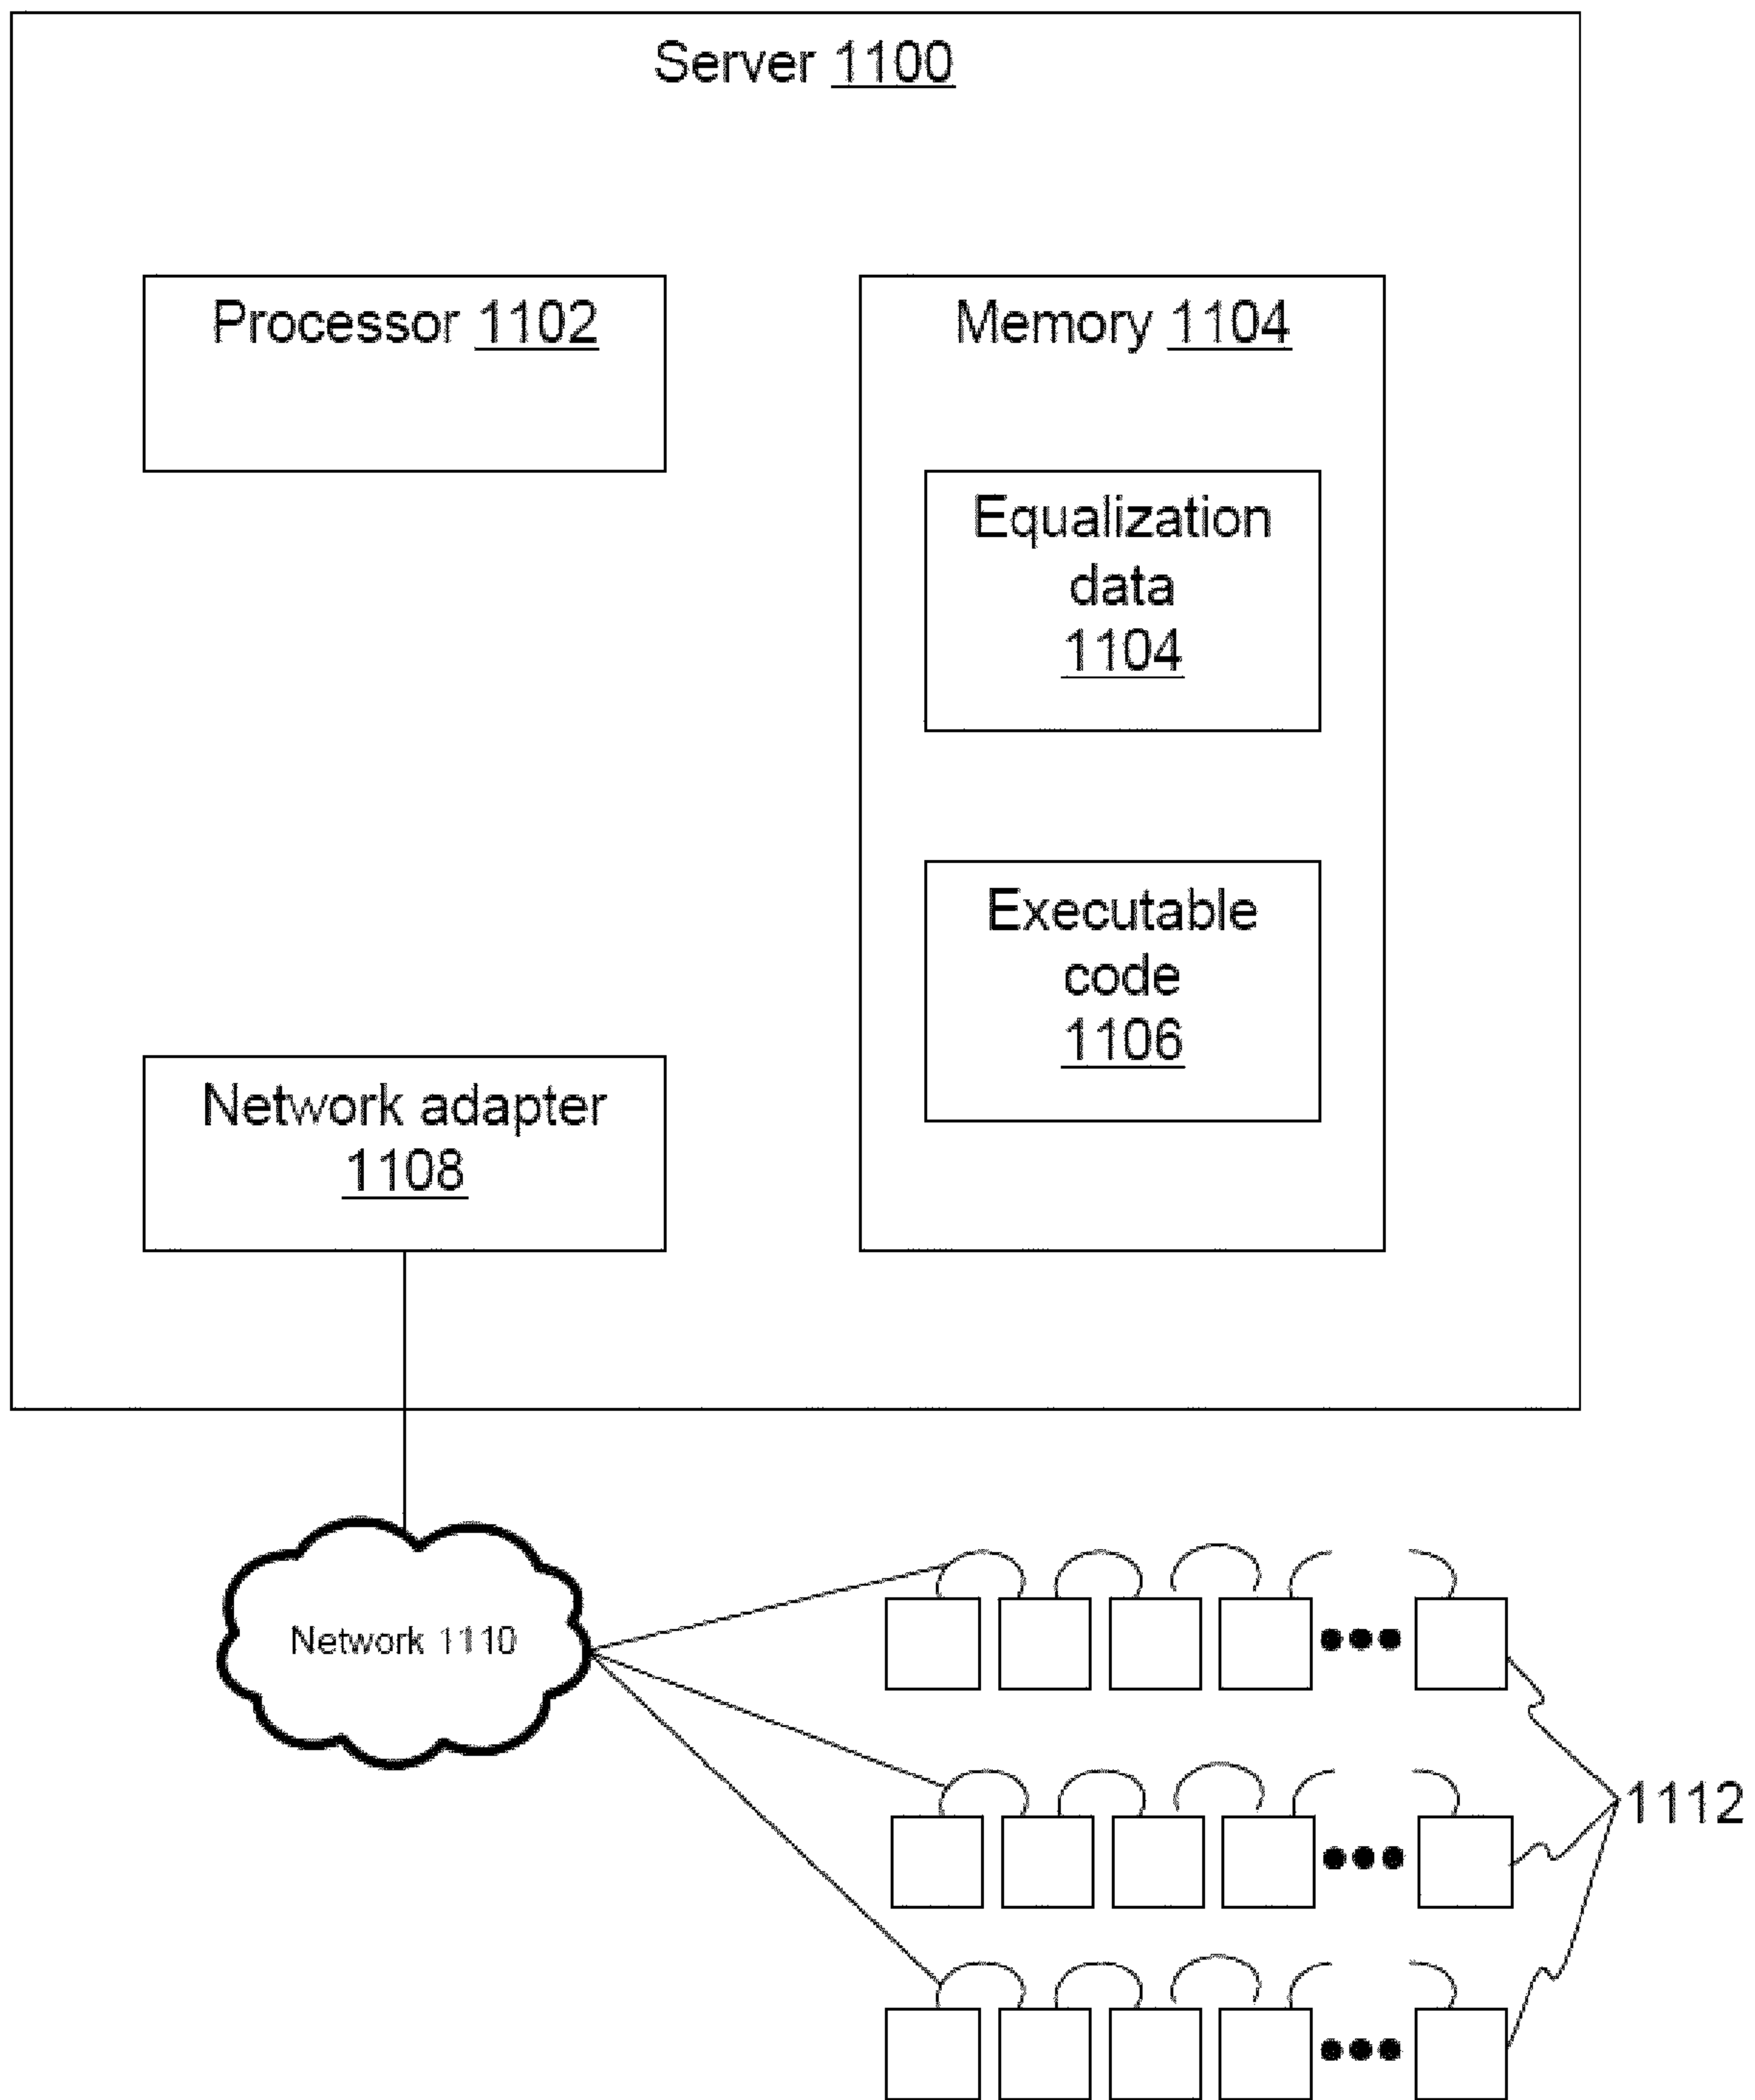 Server 1100
Processor 1102
Memory 1104
Equalization
data
1104
Executable
code
1106
Network adapter
1108
Network 1110
1112